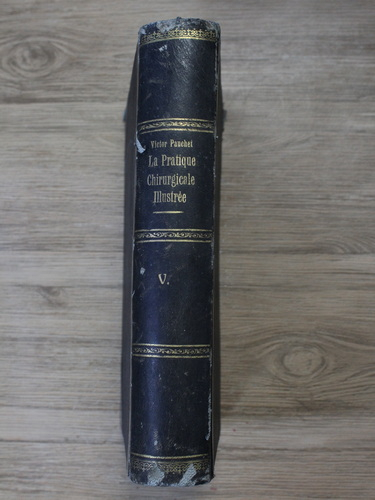 Victor Pauchet
La Pratique
Chirurgicale
Illustrée
V.